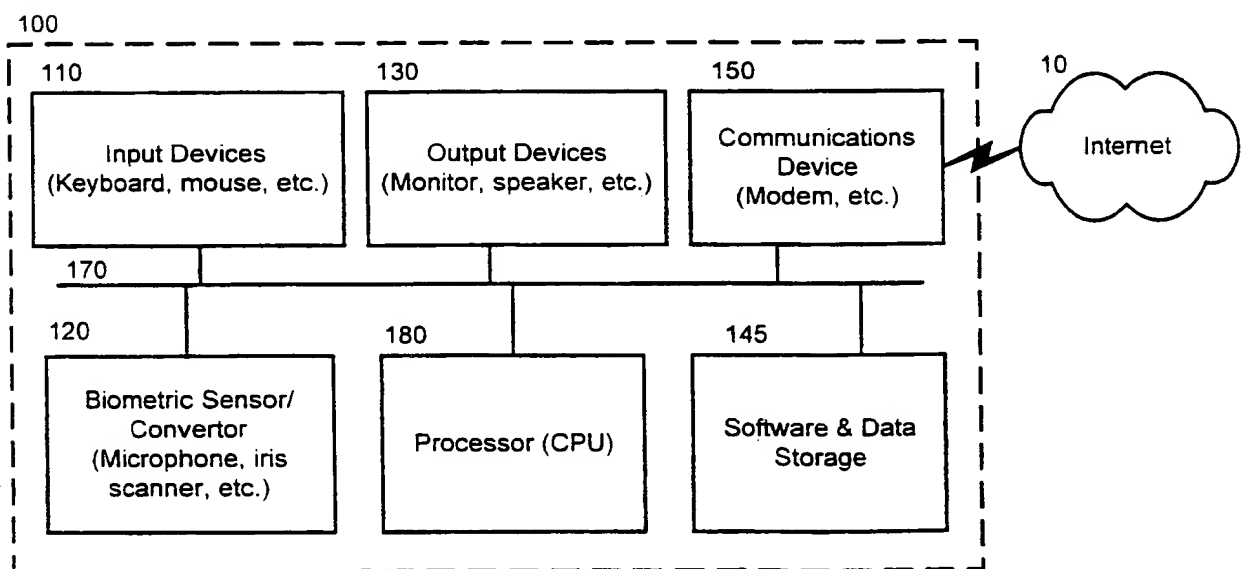 100
110
130
150
10
Input Devices
(Keyboard, mouse, etc.)
Output Devices
(Monitor, speaker, etc.)
Communications
Device
(Modem, etc.)
Internet
170
120
180
145
Biometric Sensor/
Convertor
(Microphone, iris
scanner, etc.)
Processor (CPU)
Software & Data
Storage